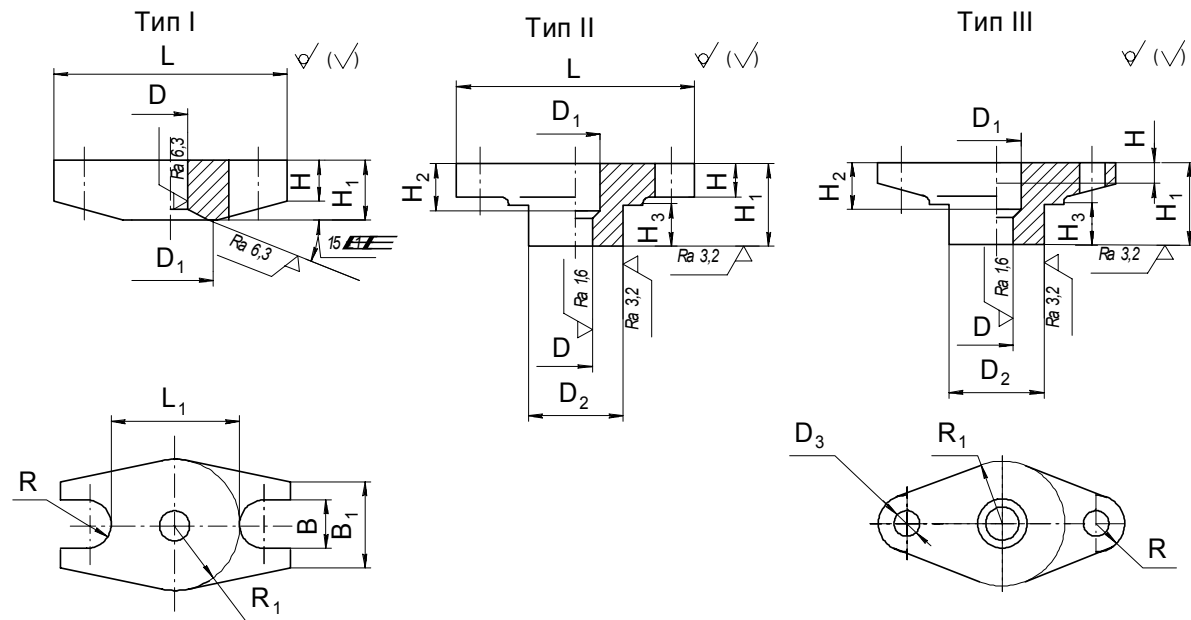 Тип I
L
D
Ra 6,3
H
H₁
15
Ra 6,3
D₁
L₁
R
B
B₁
R₁
Тип II
L
D₁
H₂
H
H₁
H₃
Ra 3,2
Ra 1,6
Ra 3,2
D
D₂
Тип III
D₁
H
H₂
H₃
H₁
Ra 3,2
Ra 1,6
Ra 3,2
D
D₂
D₃
R₁
R